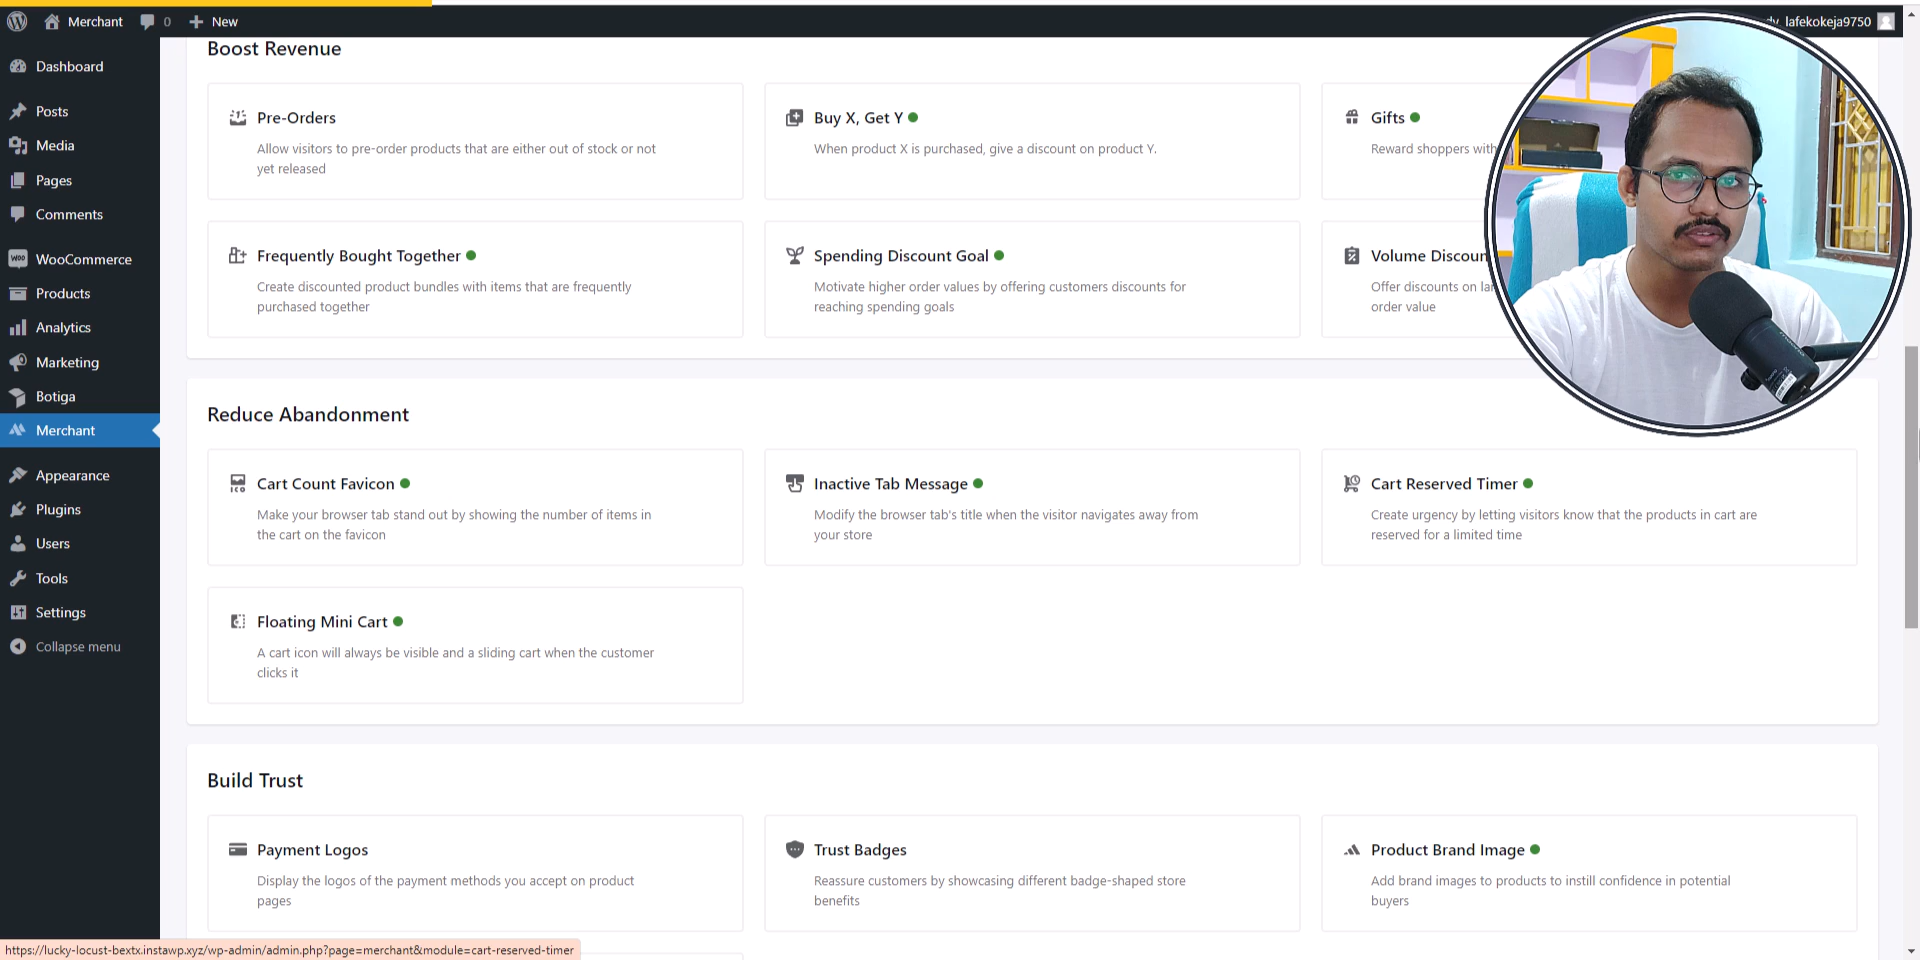 Merchant
0
New
lafekokeja9750
Dashboard
Posts
Media
Pages
Comments
WooCommerce
Products
Analytics
Marketing
Botiga
Merchant
Appearance
Plugins
Users
Tools
Settings
Collapse menu
Boost Revenue
Pre-Orders
Allow visitors to pre-order products that are either out of stock or not
yet released
Buy X, Get Y
When product X is purchased, give a discount on product Y.
Gifts
Reward shoppers with
Frequently Bought Together
Create discounted product bundles with items that are frequently
purchased together
Spending Discount Goal
Motivate higher order values by offering customers discounts for
reaching spending goals
Volume
Offer discounts on
order value
Reduce Abandonment
Cart Count Favicon
Make your browser tab stand out by showing the number of items in
the cart on the favicon
Inactive Tab Message
Modify the browser tab's title when the visitor navigates away from
your store
Cart Reserved Timer
Create urgency by letting visitors know that the products in cart are
reserved for a limited time
Floating Mini Cart
A cart icon will always be visible and a sliding cart when the customer
clicks it
Build Trust
Payment Logos
Display the logos of the payment methods you accept on product
pages
Trust Badges
Reassure customers by showcasing different badge-shaped store
benefits
Product Brand Image
Add brand images to products to instill confidence in potential
buyers
https://lucky-locust-bextx.instawp.xyz/wp-admin/admin.php?page=merchant&module=cart-reserved-timer